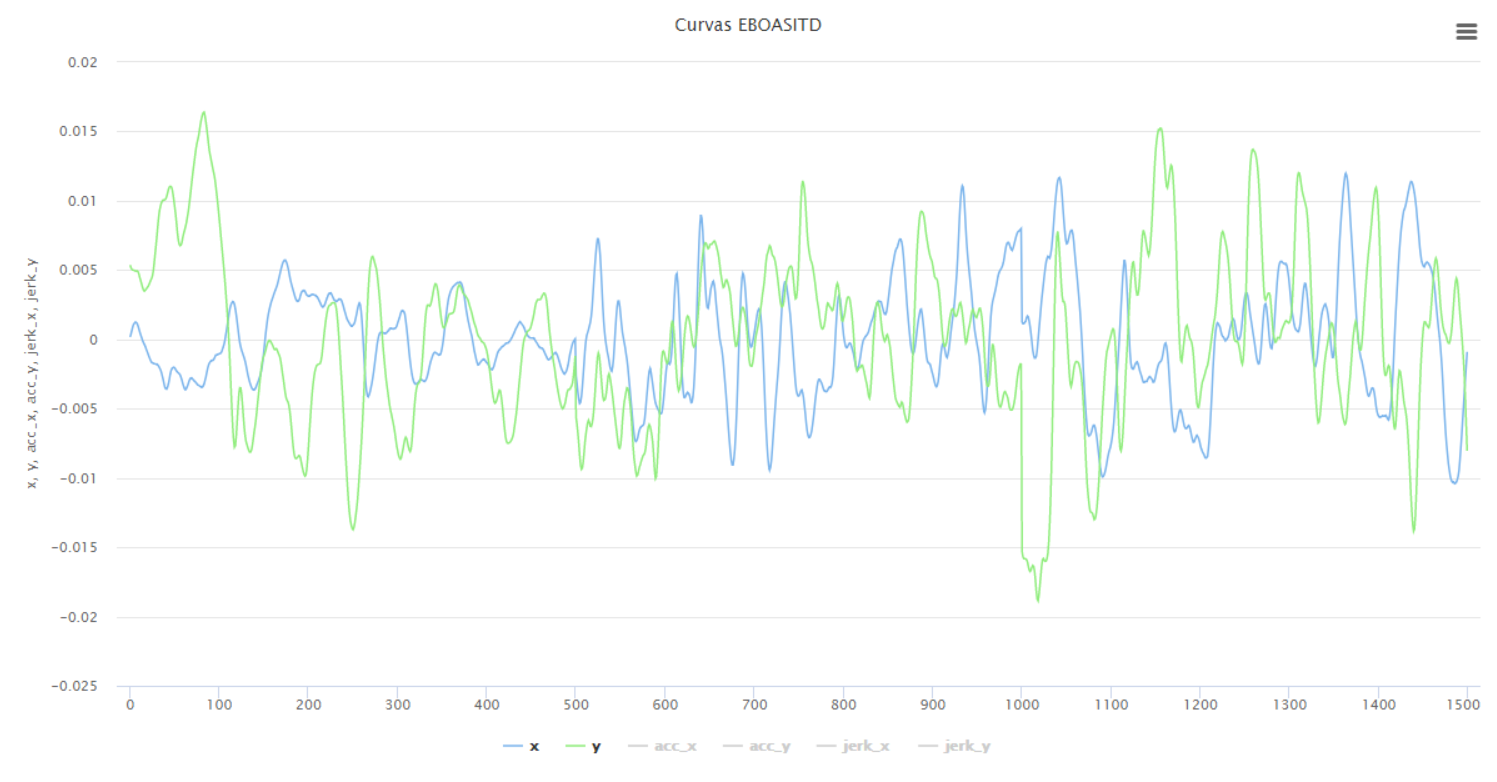 Curvas EBOASITD
x, y, acc_x, acc_y, jerk_x, jerk_y
0.02
0.015
0.01
0.005
0
−0.005
−0.01
−0.015
−0.02
−0.025
0 100 200 300 400 500 600 700 800 900 1000 1100 1200 1300 1400 1500
x y acc_x acc_y jerk_x jerk_y